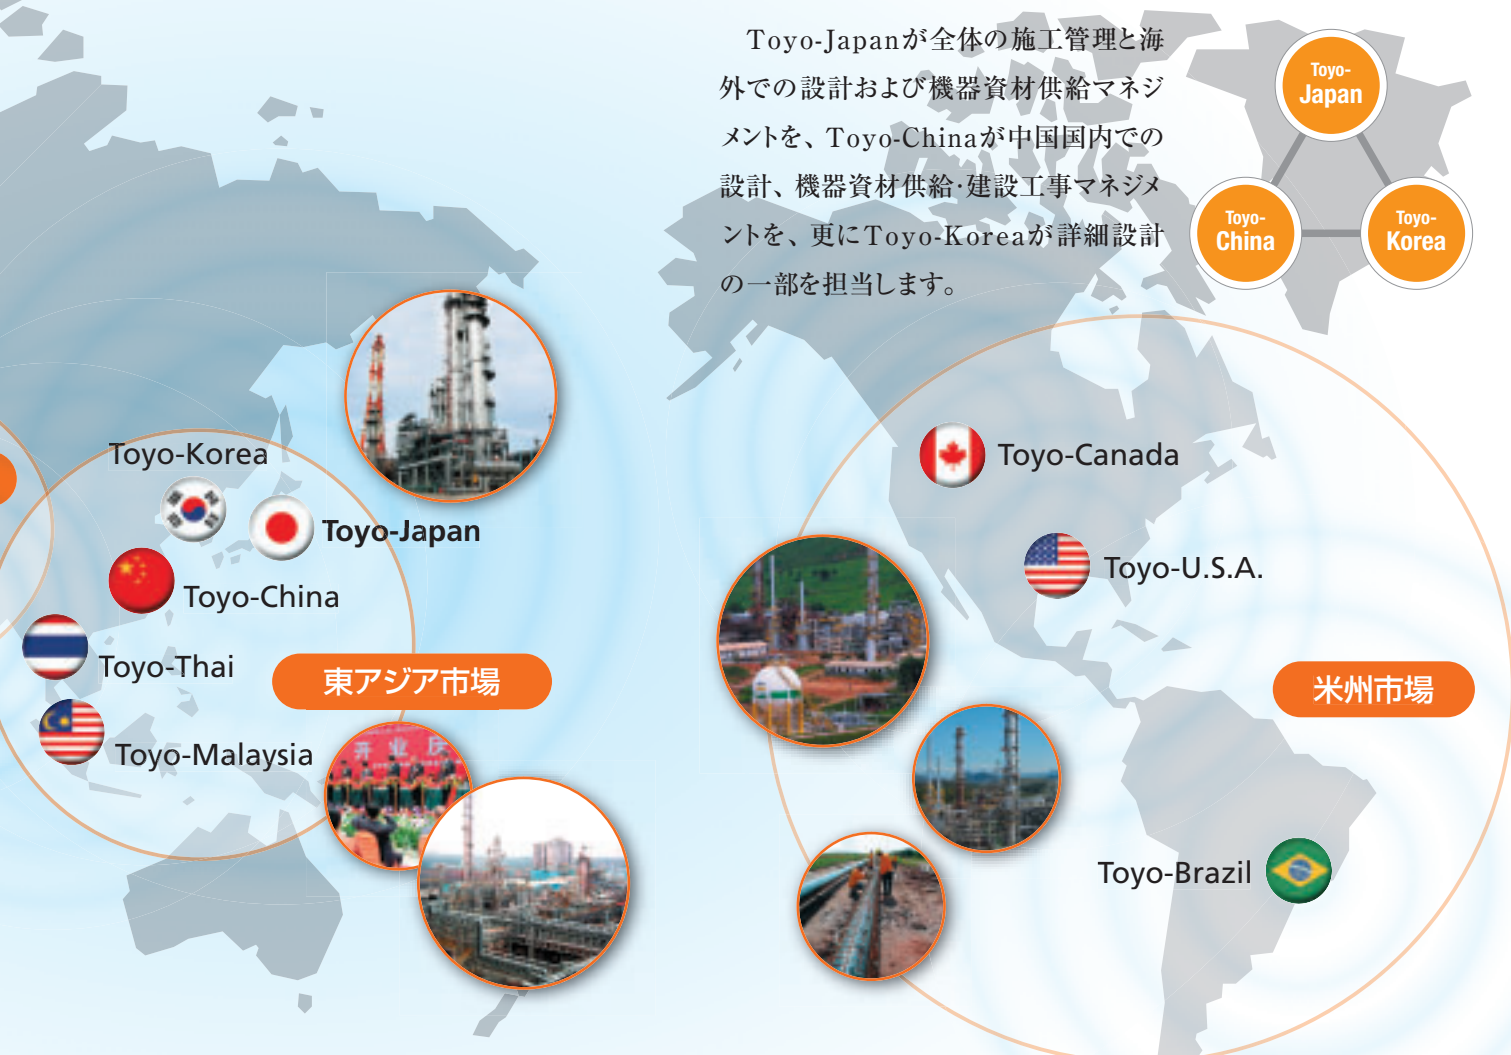 Toyo-Japanが全体の施工管理と海
外での設計および機器資材供給マネジ
メントを、Toyo-Chinaが中国国内での
設計、機器資材供給・建設工事マネジメ
ントを、更にToyo-Koreaが詳細設計
の一部を担当します。
Toyo-
Japan
Toyo-
China
Toyo-
Korea
Toyo-Korea
Toyo-Japan
Toyo-China
Toyo-Thai
東アジア市場
Toyo-Malaysia
开业庆
Toyo-Canada
Toyo-U.S.A.
米州市場
Toyo-Brazil